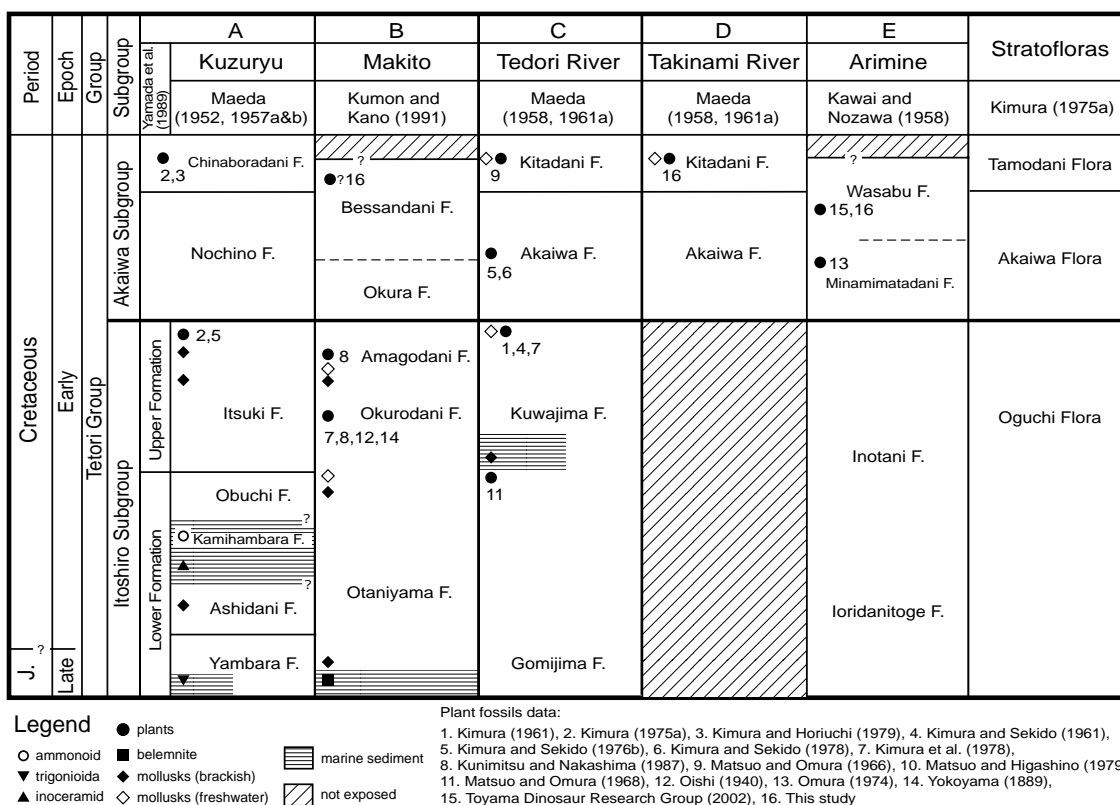 A B C D E
Period Epoch Group Subgroup Yamada et al. (1989)
Kuzuryu Makito Tedori River Takinami River Arimine Stratofloras
Maeda (1952, 1957a&b) Kumon and Kano (1991) Maeda (1958, 1961a) Maeda (1958, 1961a) Kawai and Nozawa (1958) Kimura (1975a)
Cretaceous
J. ?
Early
Late
Tetori Group
Akaiwa Subgroup
Itoshiro Subgroup
Upper Formation
Lower Formation
Chinaboradani F.
2,3
Nochino F.
2,5
Itsuki F.
Obuchi F.
?
Kamihambara F.
?
Ashidani F.
Yambara F.
?
?16
Bessandani F.
Okura F.
8 Amagodani F.
Okurodani F.
7,8,12,14
Otaniyama F.
Kitadani F.
9
Akaiwa F.
5,6
1,4,7
Kuwajima F.
11
Gomijima F.
Kitadani F.
16
Akaiwa F.
?
Wasabu F.
15,16
13
Minamimatadani F.
Inotani F.
Ioridanitoge F.
Tamodani Flora
Akaiwa Flora
Oguchi Flora
Legend
ammonoid
trigonioida
inoceramid
plants
belemnite
mollusks (brackish)
mollusks (freshwater)
marine sediment
not exposed
Plant fossils data:
1. Kimura (1961), 2. Kimura (1975a), 3. Kimura and Horiuchi (1979), 4. Kimura and Sekido (1961),
5. Kimura and Sekido (1976b), 6. Kimura and Sekido (1978), 7. Kimura et al. (1978),
8. Kunimitsu and Nakashima (1987), 9. Matsuo and Omura (1966), 10. Matsuo and Higashino (1979
11. Matsuo and Omura (1968), 12. Oishi (1940), 13. Omura (1974), 14. Yokoyama (1889),
15. Toyama Dinosaur Research Group (2002), 16. This study